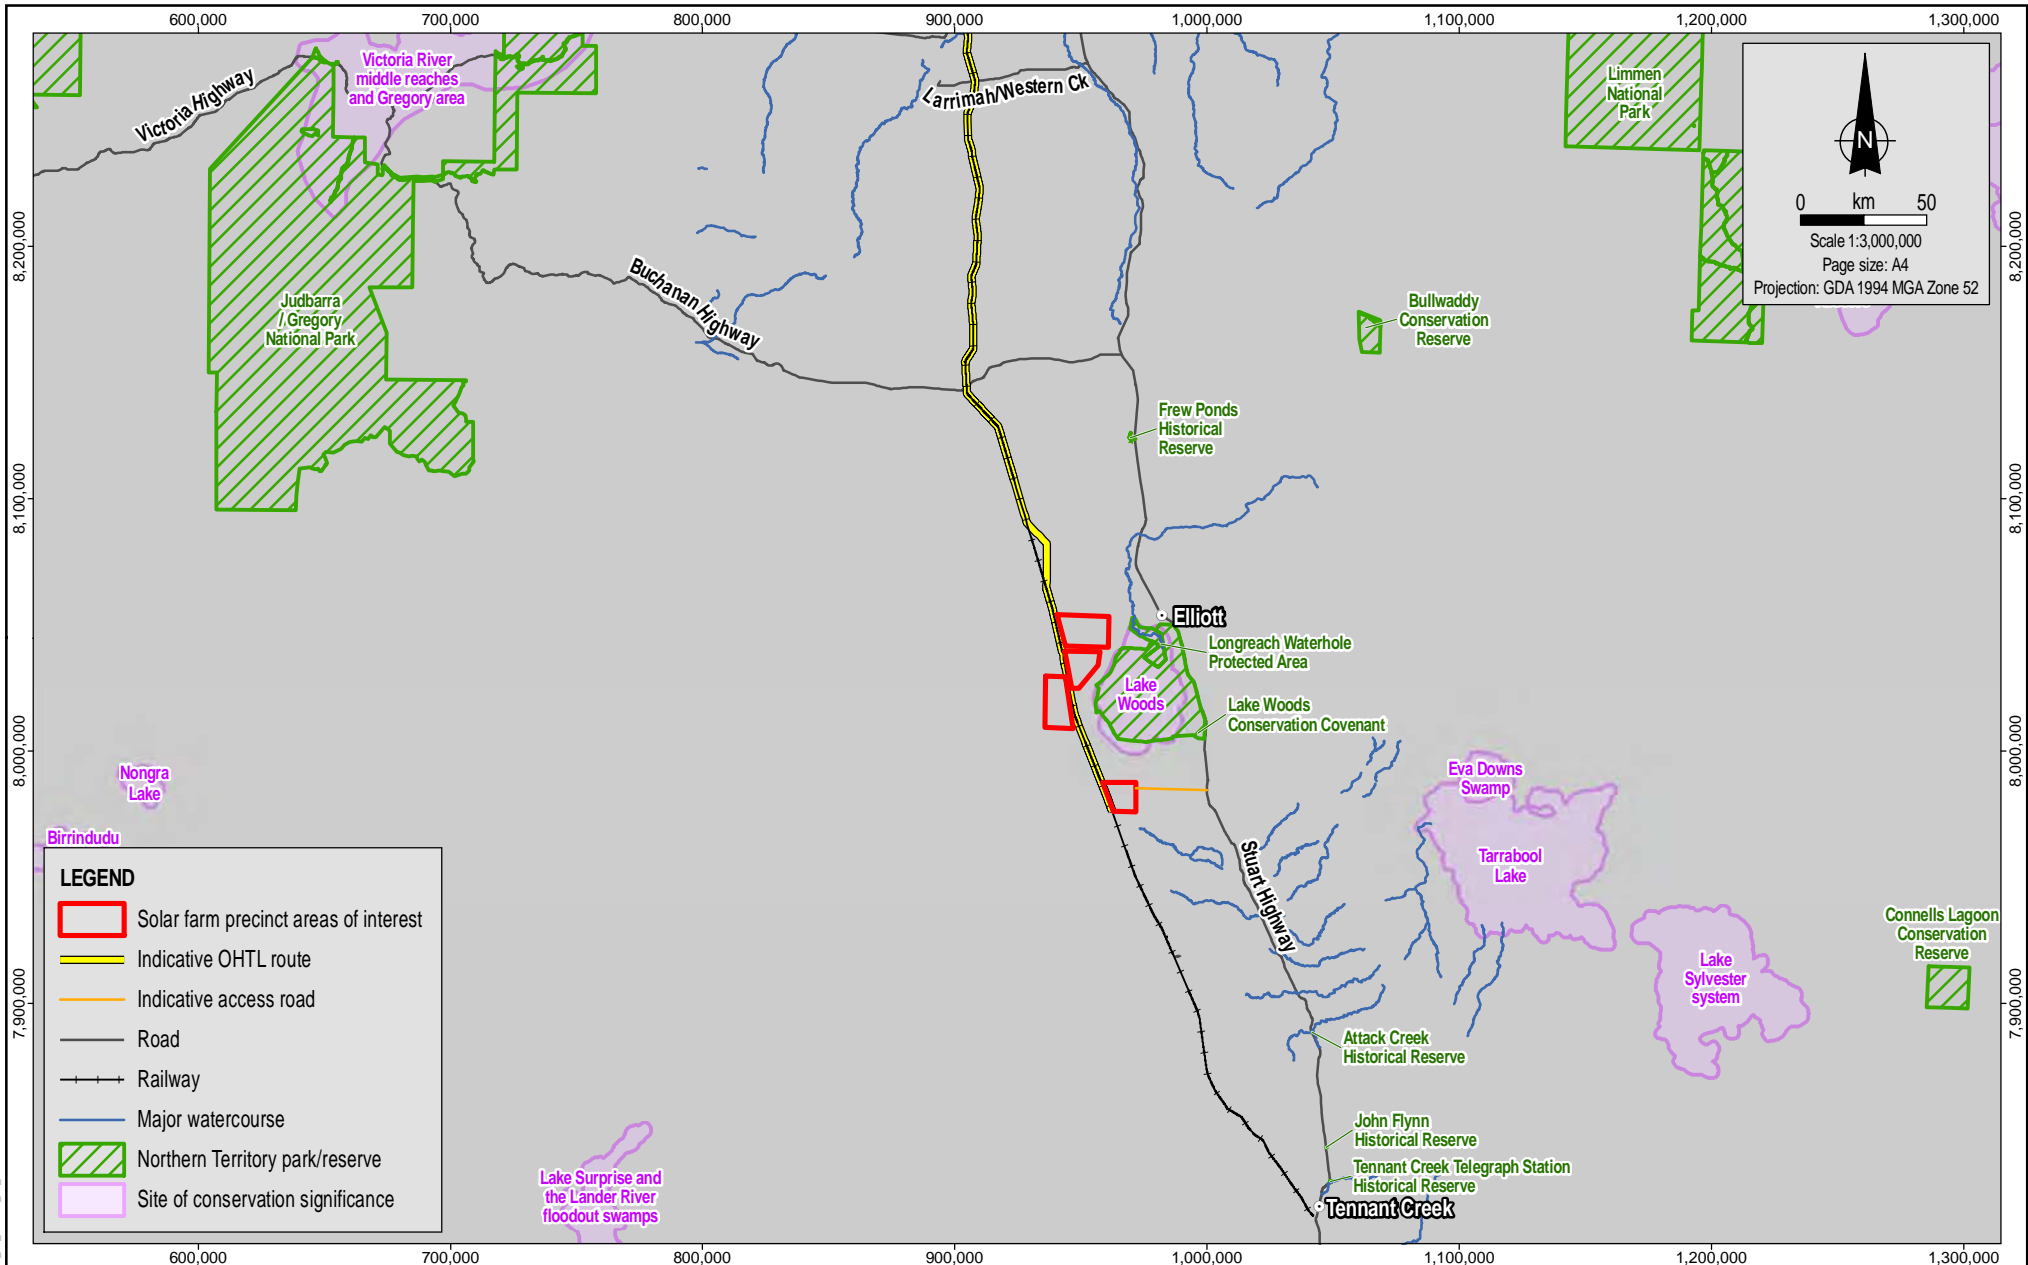 600,000
700,000
800,000
900,000
1,000,000
1,100,000
1,200,000
1,300,000
Victoria River
middle reaches
and Gregory area
Victoria Highway
Larrimah/Western Ck
Limmen
National
Park
N
0 km 50
Scale 1:3,000,000
Page size: A4
Projection: GDA 1994 MGA Zone 52
8,200,000
8,200,000
Buchanan Highway
Judbarra
/ Gregory
National Park
Bullwaddy
Conservation
Reserve
Frew Ponds
Historical
Reserve
8,100,000
8,100,000
Elliott
Longreach Waterhole
Protected Area
Lake
Woods
Lake Woods
Conservation Covenant
8,000,000
8,000,000
Nongra
Lake
Eva Downs
Swamp
Birrindudu
Tarrabool
Lake
Stuart Highway
Connells Lagoon
Conservation
Reserve
Lake
Sylvester
system
7,900,000
7,900,000
Attack Creek
Historical Reserve
John Flynn
Historical Reserve
Tennant Creek Telegraph Station
Historical Reserve
Tennant Creek
Lake Surprise and
the Lander River
floodout swamps
LEGEND
Solar farm precinct areas of interest
Indicative OHTL route
Indicative access road
Road
Railway
Major watercourse
Northern Territory park/reserve
Site of conservation significance
600,000
700,000
800,000
900,000
1,000,000
1,100,000
1,200,000
1,300,000